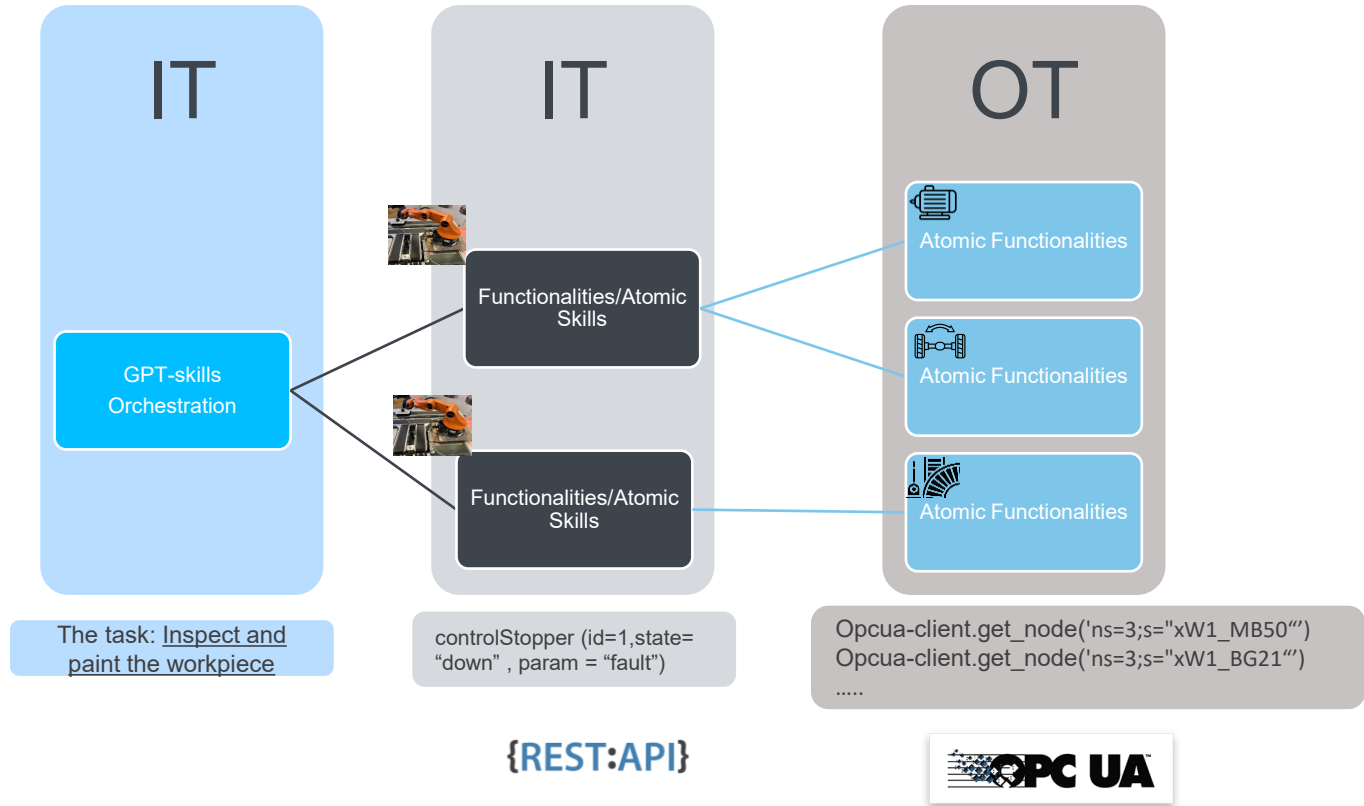 IT
IT
OT
GPT-skills
Orchestration
Functionalities/Atomic
Skills
Functionalities/Atomic
Skills
Atomic Functionalities
Atomic Functionalities
Atomic Functionalities
The task: Inspect and
paint the workpiece
controlStopper (id=1,state=
“down” , param = “fault”)
Opcua-client.get_node('ns=3;s="xW1_MB50“’)
Opcua-client.get_node('ns=3;s="xW1_BG21“’)
…..
{REST:API}
OPC UA™